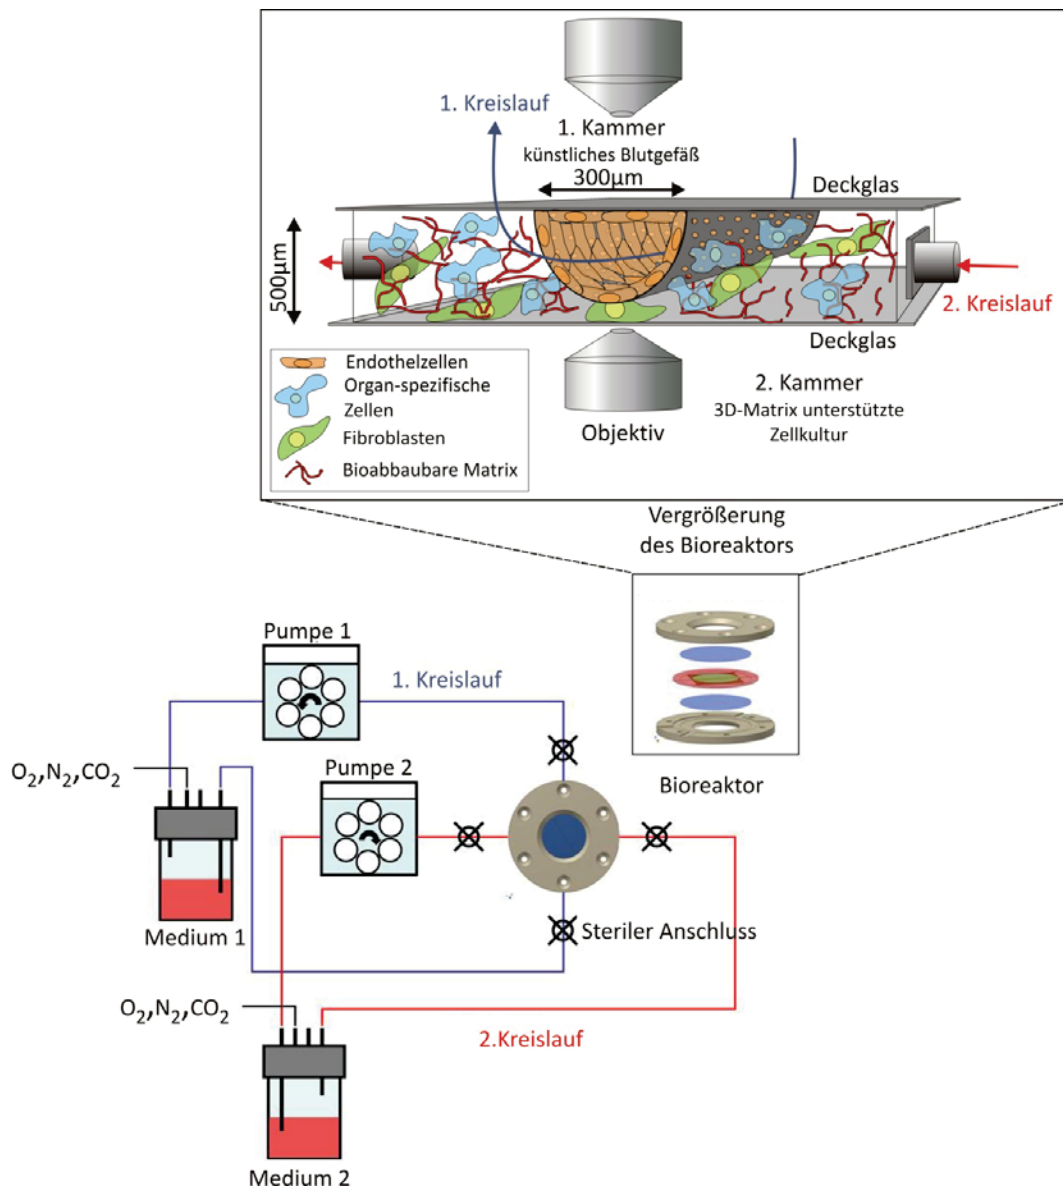 1. Kreislauf
1. Kammer
künstliches Blutgefäß
300µm
Deckglas
500µm
2. Kreislauf
Deckglas
Endothelzellen
Organ-spezifische
Zellen
Fibroblasten
Bioabbaubare Matrix
Objektiv
2. Kammer
3D-Matrix unterstützte
Zellkultur
Vergrößerung
des Bioreaktors
Bioreaktor
Pumpe 1
1. Kreislauf
Pumpe 2
O₂,N₂,CO₂
Medium 1
Steriler Anschluss
O₂,N₂,CO₂
2.Kreislauf
Medium 2